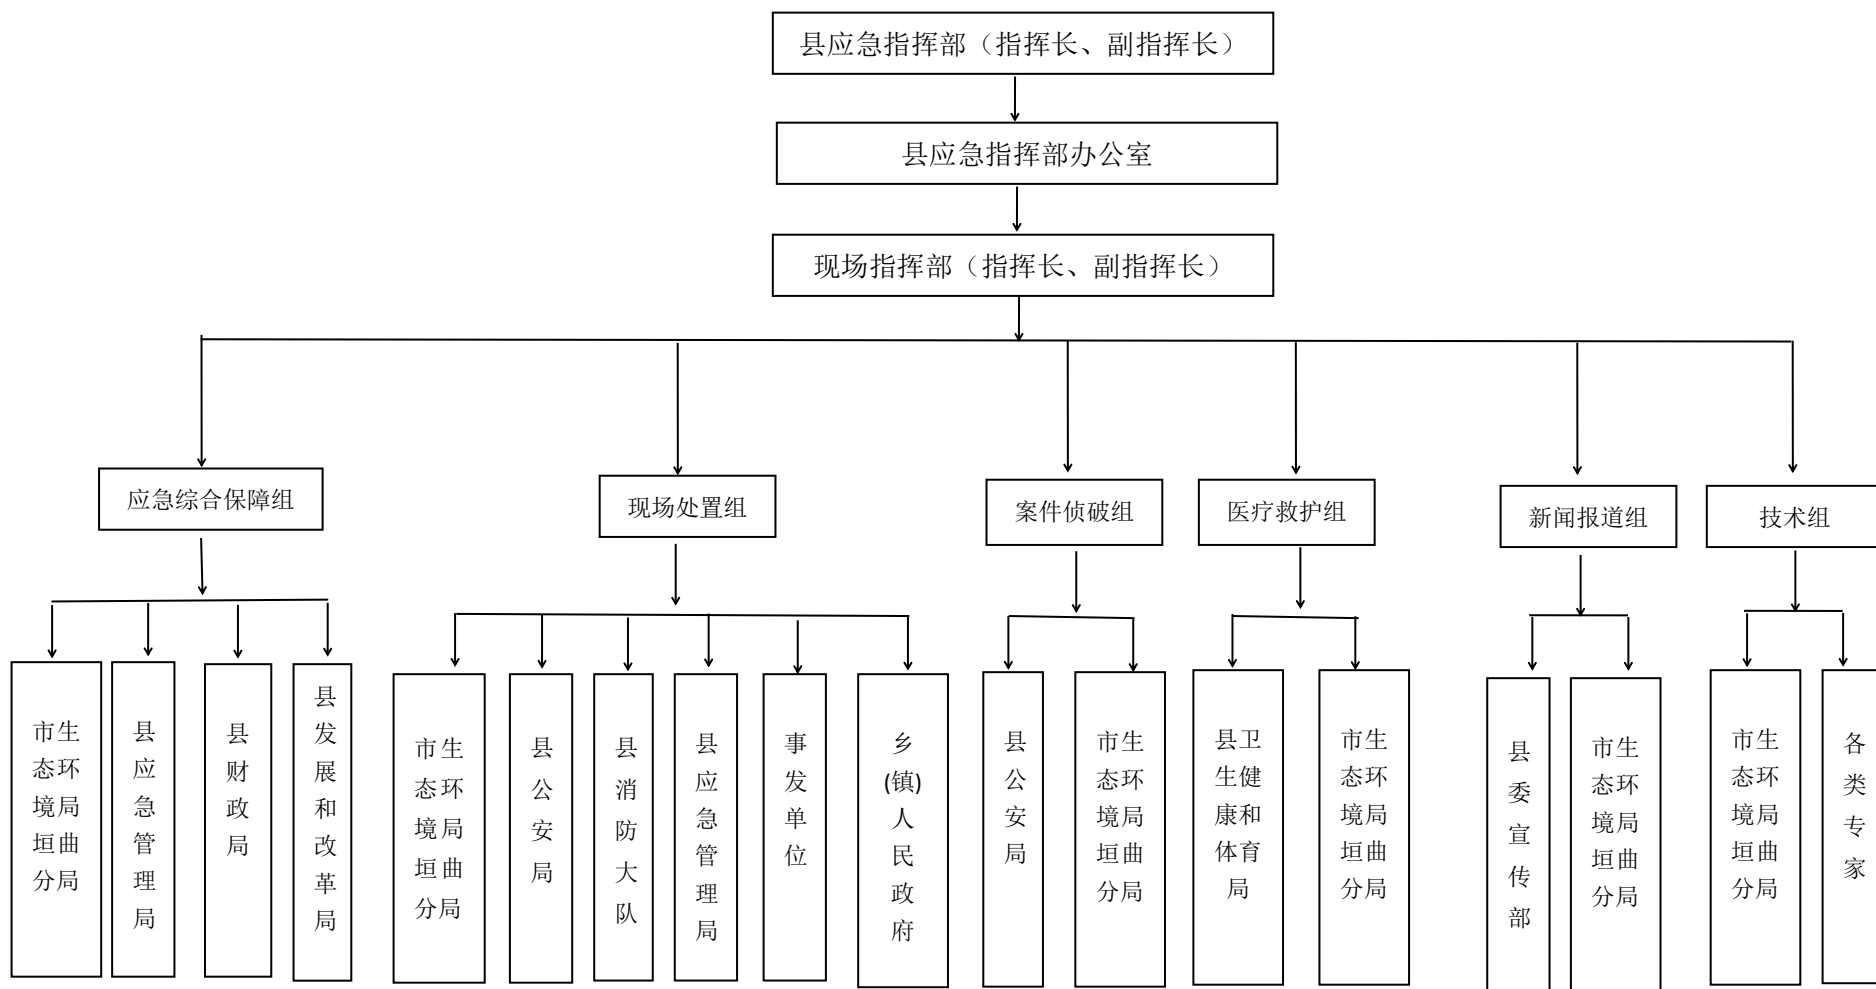 县应急指挥部（指挥长、副指挥长）
县应急指挥部办公室
现场指挥部（指挥长、副指挥长）
应急综合保障组
现场处置组
案件侦破组
医疗救护组
新闻报道组
技术组
市生
态环
境局
垣曲
分局
县应急管理局
县财政局
县发展和改革局
市生
态环
境局
垣曲
分局
县公安局
县消防大队
县应急管理局
事发单位
乡(镇)人民政府
县公安局
市生
态环
境局
垣曲
分局
县卫
生健
康和
体育
局
市生
态环
境局
垣曲
分局
县委宣传部
市生
态环
境局
垣曲
分局
市生
态环
境局
垣曲
分局
各类专家